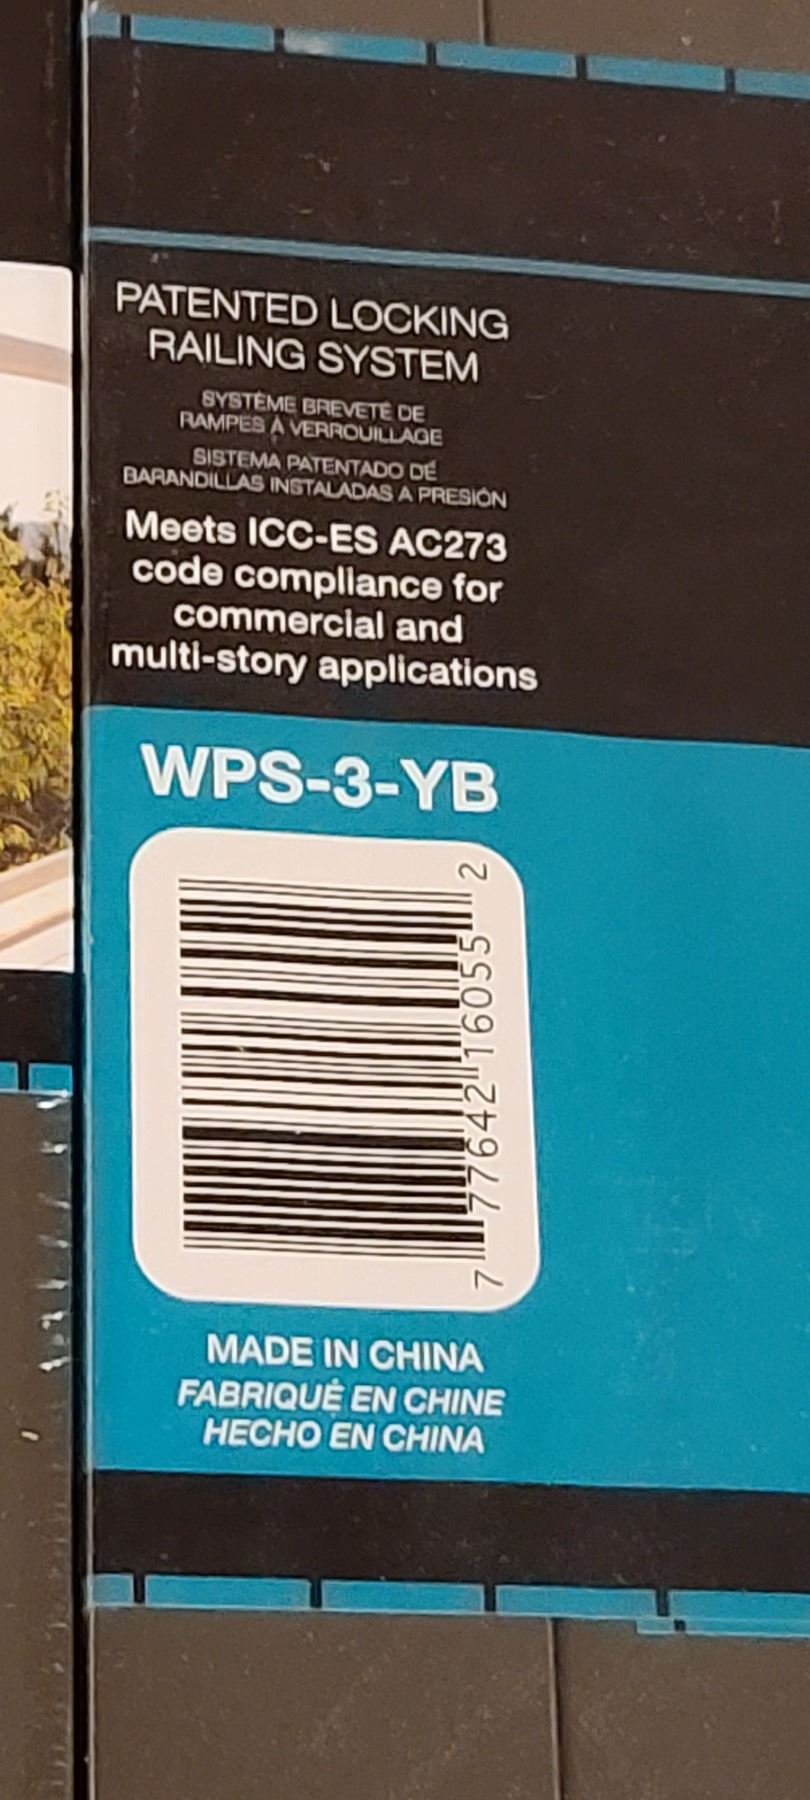 PATENTED LOCKING
RAILING SYSTEM
SYSTÈME BREVETÉ DE
RAMPES À VERROUILLAGE
SISTEMA PATENTADO DE
BARANDILLAS INSTALADAS A PRESIÓN
Meets ICC-ES AC273
code compliance for
commercial and
multi-story applications
WPS-3-YB
7 77642 16055 2
MADE IN CHINA
FABRIQUÉ EN CHINE
HECHO EN CHINA